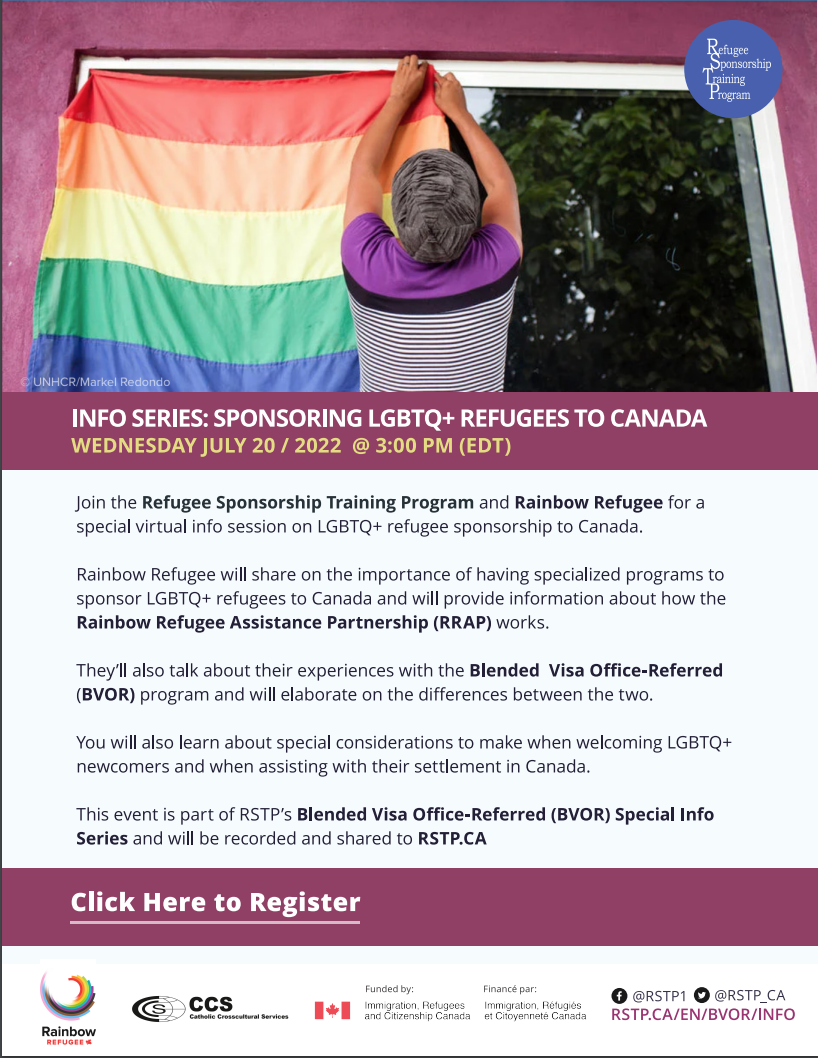 Refugee
Sponsorship
Training
Program
© UNHCR/Markel Redondo
INFO SERIES: SPONSORING LGBTQ+ REFUGEES TO CANADA
WEDNESDAY JULY 20 / 2022 @ 3:00 PM (EDT)
Join the Refugee Sponsorship Training Program and Rainbow Refugee for a
special virtual info session on LGBTQ+ refugee sponsorship to Canada.
Rainbow Refugee will share on the importance of having specialized programs to
sponsor LGBTQ+ refugees to Canada and will provide information about how the
Rainbow Refugee Assistance Partnership (RRAP) works.
They'll also talk about their experiences with the Blended Visa Office-Referred
(BVOR) program and will elaborate on the differences between the two.
You will also learn about special considerations to make when welcoming LGBTQ+
newcomers and when assisting with their settlement in Canada.
This event is part of RSTP's Blended Visa Office-Referred (BVOR) Special Info
Series and will be recorded and shared to RSTP.CA
Click Here to Register
Rainbow
REFUGEE
CCS
Catholic Crosscultural Services
Funded by:
Immigration, Refugees
and Citizenship Canada
Financé par:
Immigration, Réfugiés
et Citoyenneté Canada
@RSTP1 @RSTP_CA
RSTP.CA/EN/BVOR/INFO